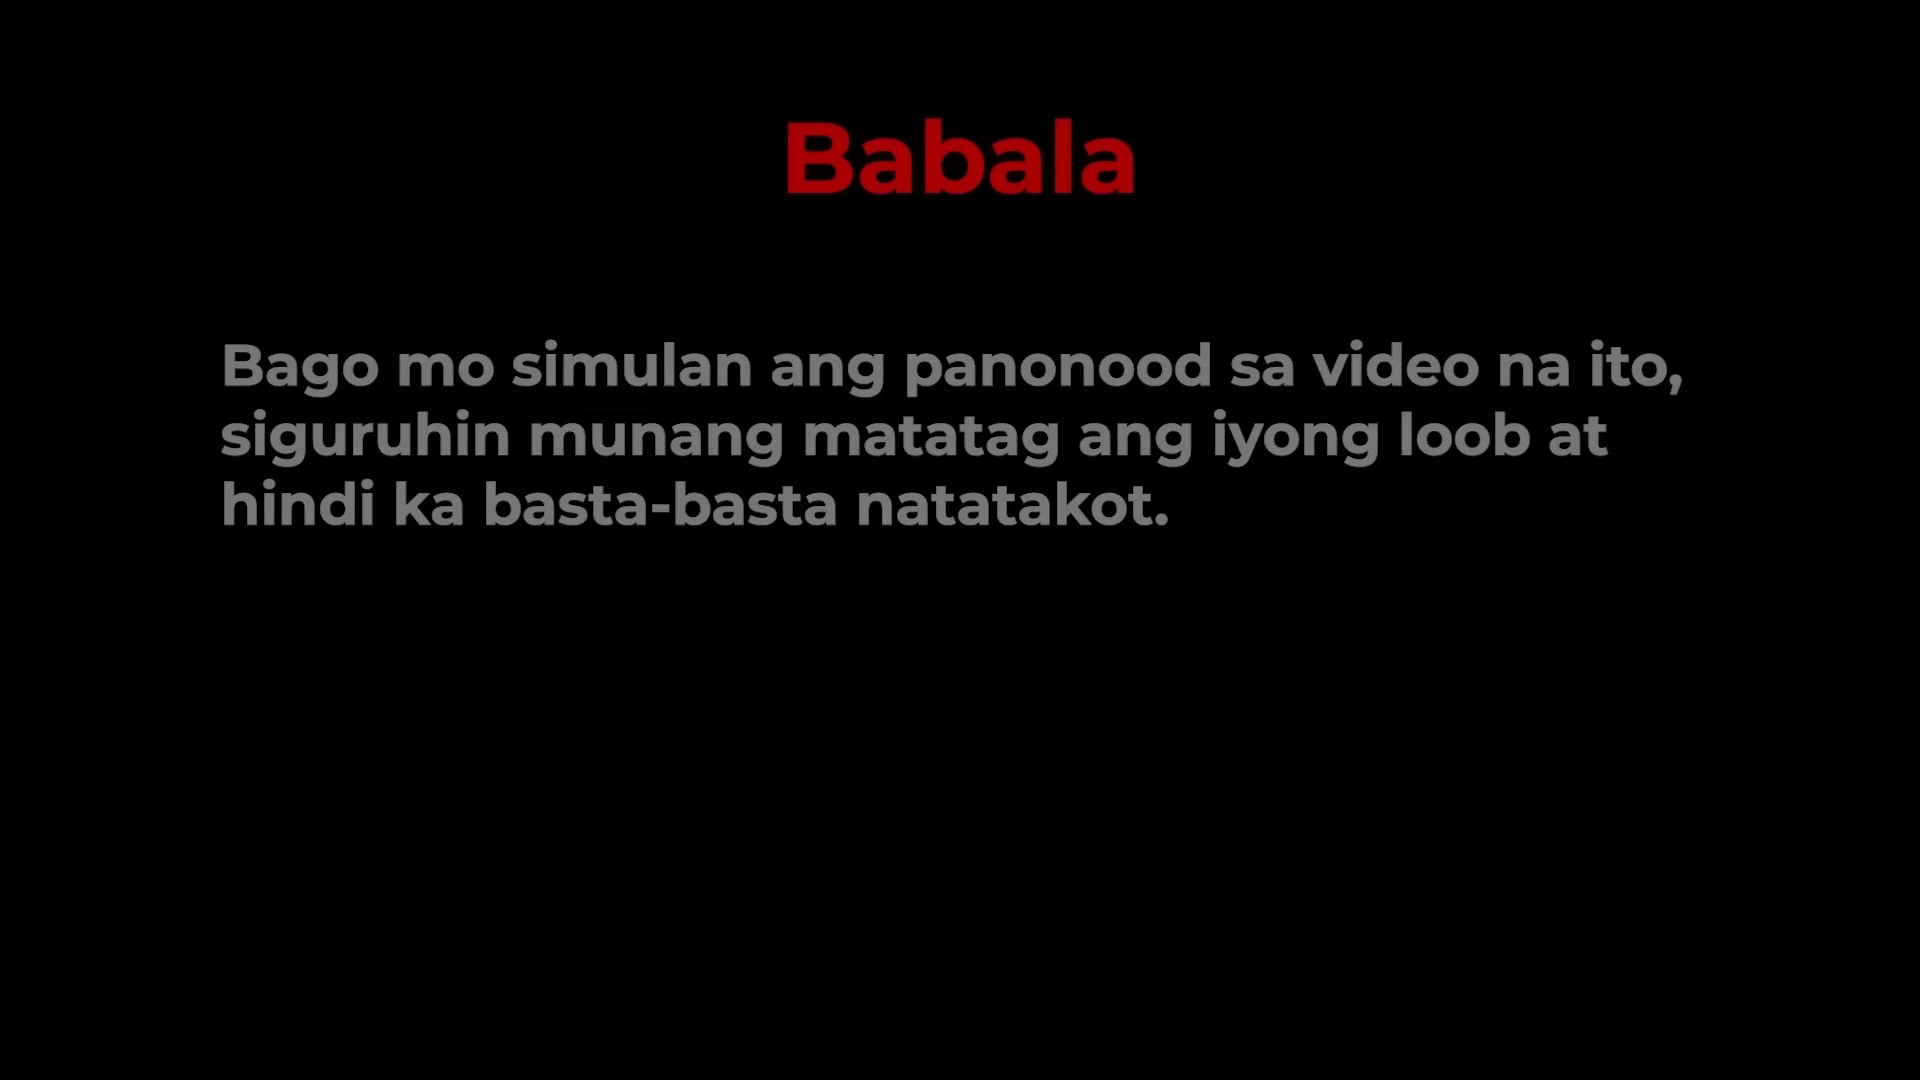 Babala
Bago mo simulan ang panonood sa video na ito,
siguruhin munang matatag ang iyong loob at
hindi ka basta-basta natatakot.